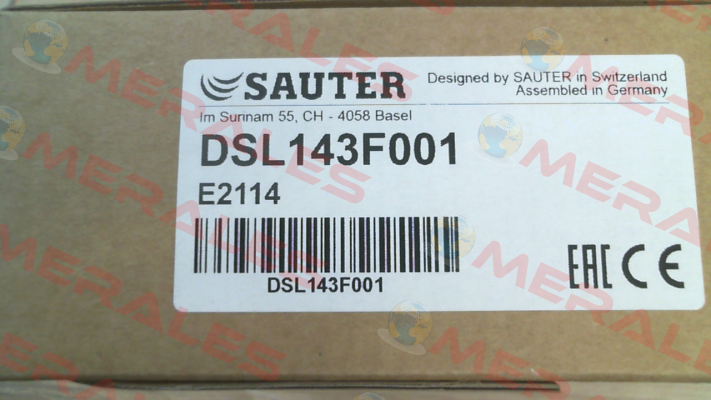 SAUTER
Designed by SAUTER in Switzerland
Assembled in Germany
Im Surinam 55, CH - 4058 Basel
DSL143F001
E2114
DSL143F001
EAC CE
MERALES
MERALES
MERALES
MERALES